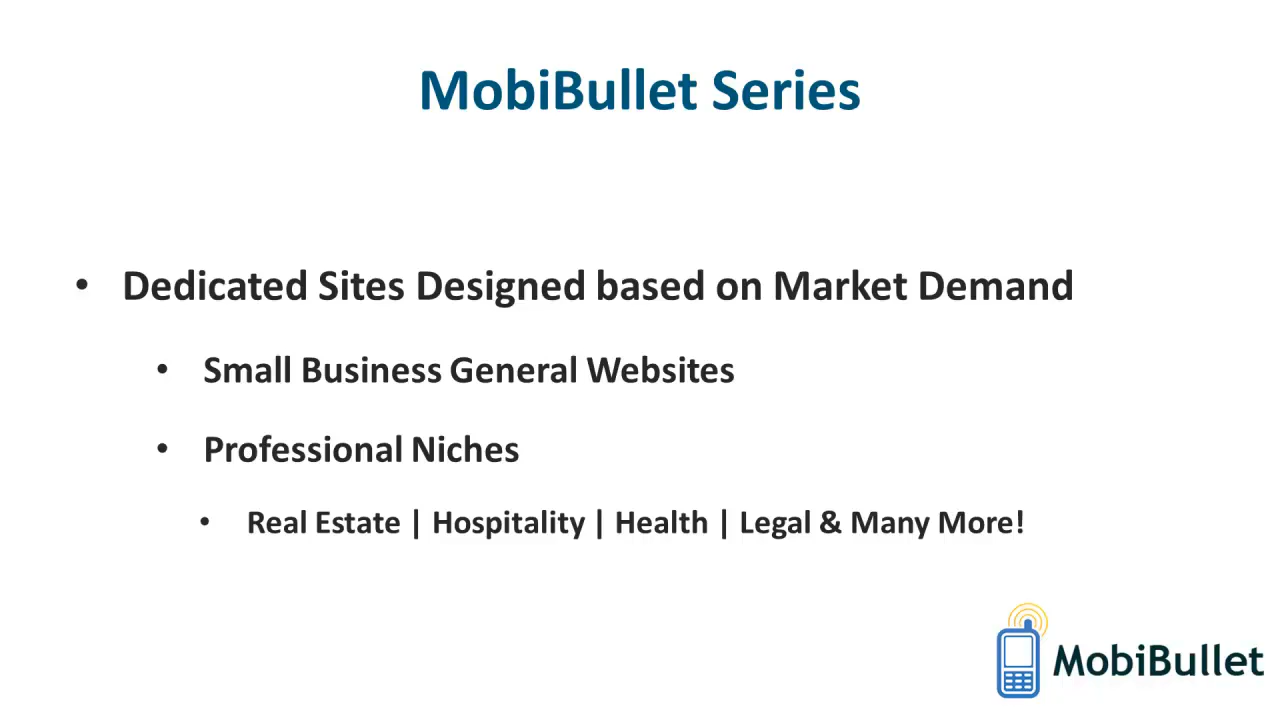 MobiBullet Series
• Dedicated Sites Designed based on Market Demand
• Small Business General Websites
• Professional Niches
• Real Estate | Hospitality | Health | Legal & Many More!
MobiBullet